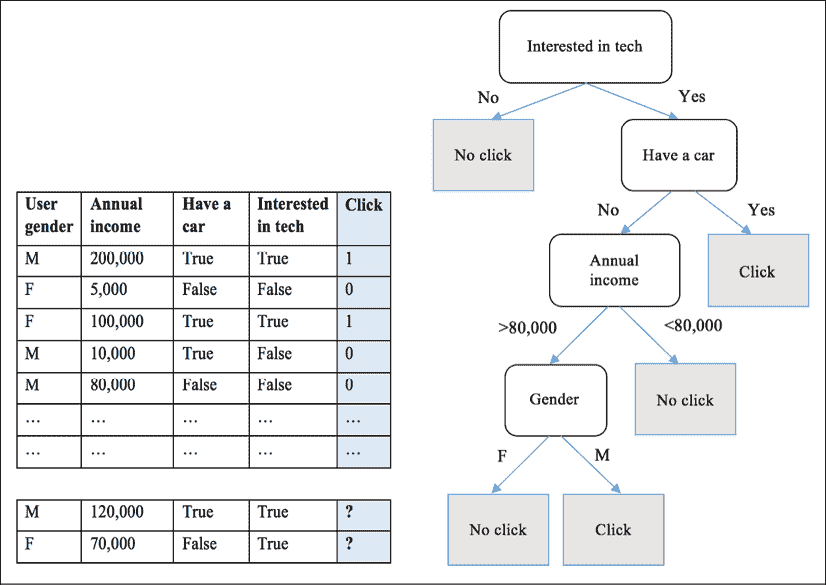 User gender Annual income Have a car Interested in tech Click
M 200,000 True True 1
F 5,000 False False 0
F 100,000 True True 1
M 10,000 True False 0
M 80,000 False False 0
… … … … …
… … … … …
M 120,000 True True ?
F 70,000 False True ?
Interested in tech
No Yes
No click Have a car
No Yes
Annual
income
Click
>80,000 <80,000
Gender No click
F M
No click Click